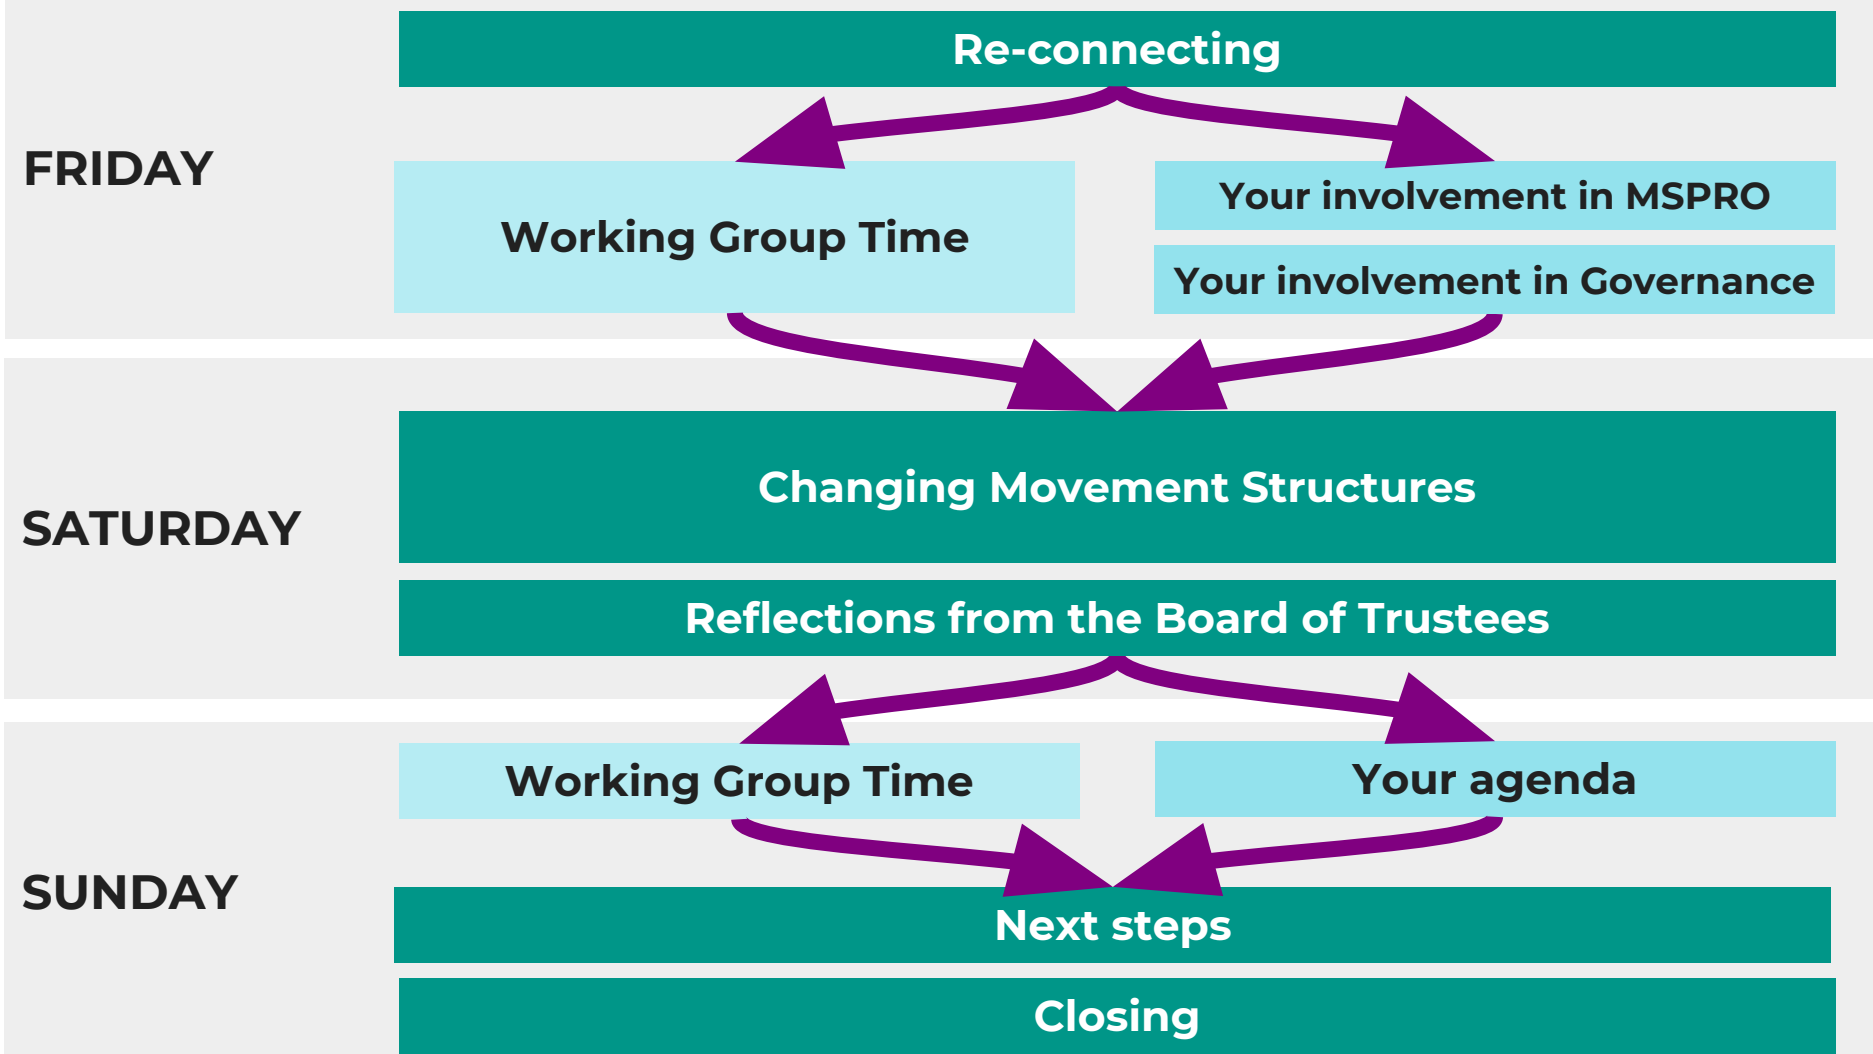 FRIDAY
Re-connecting
Working Group Time
Your involvement in MSPRO
Your involvement in Governance
SATURDAY
Changing Movement Structures
Reflections from the Board of Trustees
SUNDAY
Working Group Time
Your agenda
Next steps
Closing